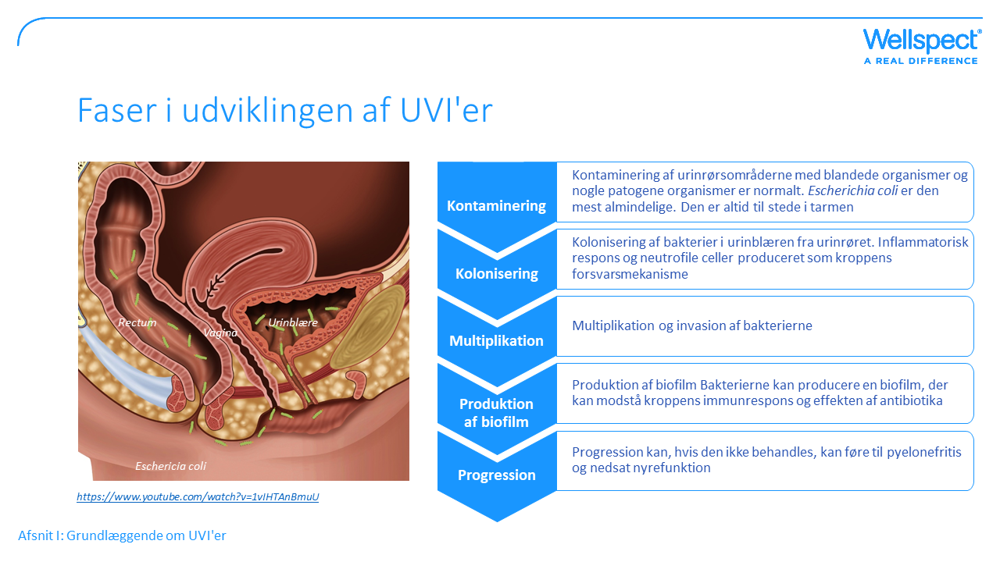 Wellspect®
A REAL DIFFERENCE
Faser i udviklingen af UVI'er
Rectum
Vagina
Urinblære
Eschericia coli
https://www.youtube.com/watch?v=1vIHTAnBmuU
Kontaminering
Kontaminering af urinrørsområderne med blandede organismer og
nogle patogene organismer er normalt. Escherichia coli er den
mest almindelige. Den er altid til stede i tarmen
Kolonisering
Kolonisering af bakterier i urinblæren fra urinrøret. Inflammatorisk
respons og neutrofile celler produceret som kroppens
forsvarsmekanisme
Multiplikation
Multiplikation og invasion af bakterierne
Produktion
af biofilm
Produktion af biofilm Bakterierne kan producere en biofilm, der
kan modstå kroppens immunrespons og effekten af antibiotika
Progression
Progression kan, hvis den ikke behandles, kan føre til pyelonefritis
og nedsat nyrefunktion
Afsnit I: Grundlæggende om UVI'er